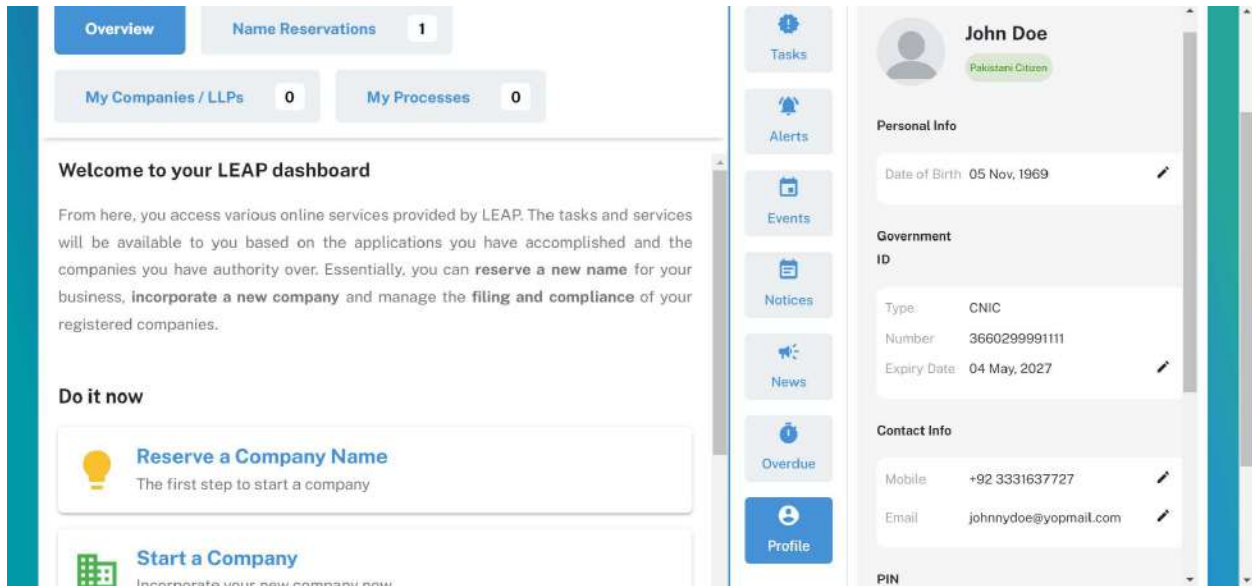 Overview
Name Reservations 1
My Companies / LLPs 0
My Processes 0
Welcome to your LEAP dashboard
From here, you access various online services provided by LEAP. The tasks and services
will be available to you based on the applications you have accomplished and the
companies you have authority over. Essentially, you can reserve a new name for your
business, incorporate a new company and manage the filing and compliance of your
registered companies.
Do it now
Reserve a Company Name
The first step to start a company
Start a Company
Incorporate your new company now
Tasks
Alerts
Events
Notices
News
Overdue
Profile
John Doe
Pakistani Citizen
Personal Info
Date of Birth 05 Nov, 1969
Government
ID
Type CNIC
Number 3660299991111
Expiry Date 04 May, 2027
Contact Info
Mobile +92 3331637727
Email johnnydoe@yopmail.com
PIN